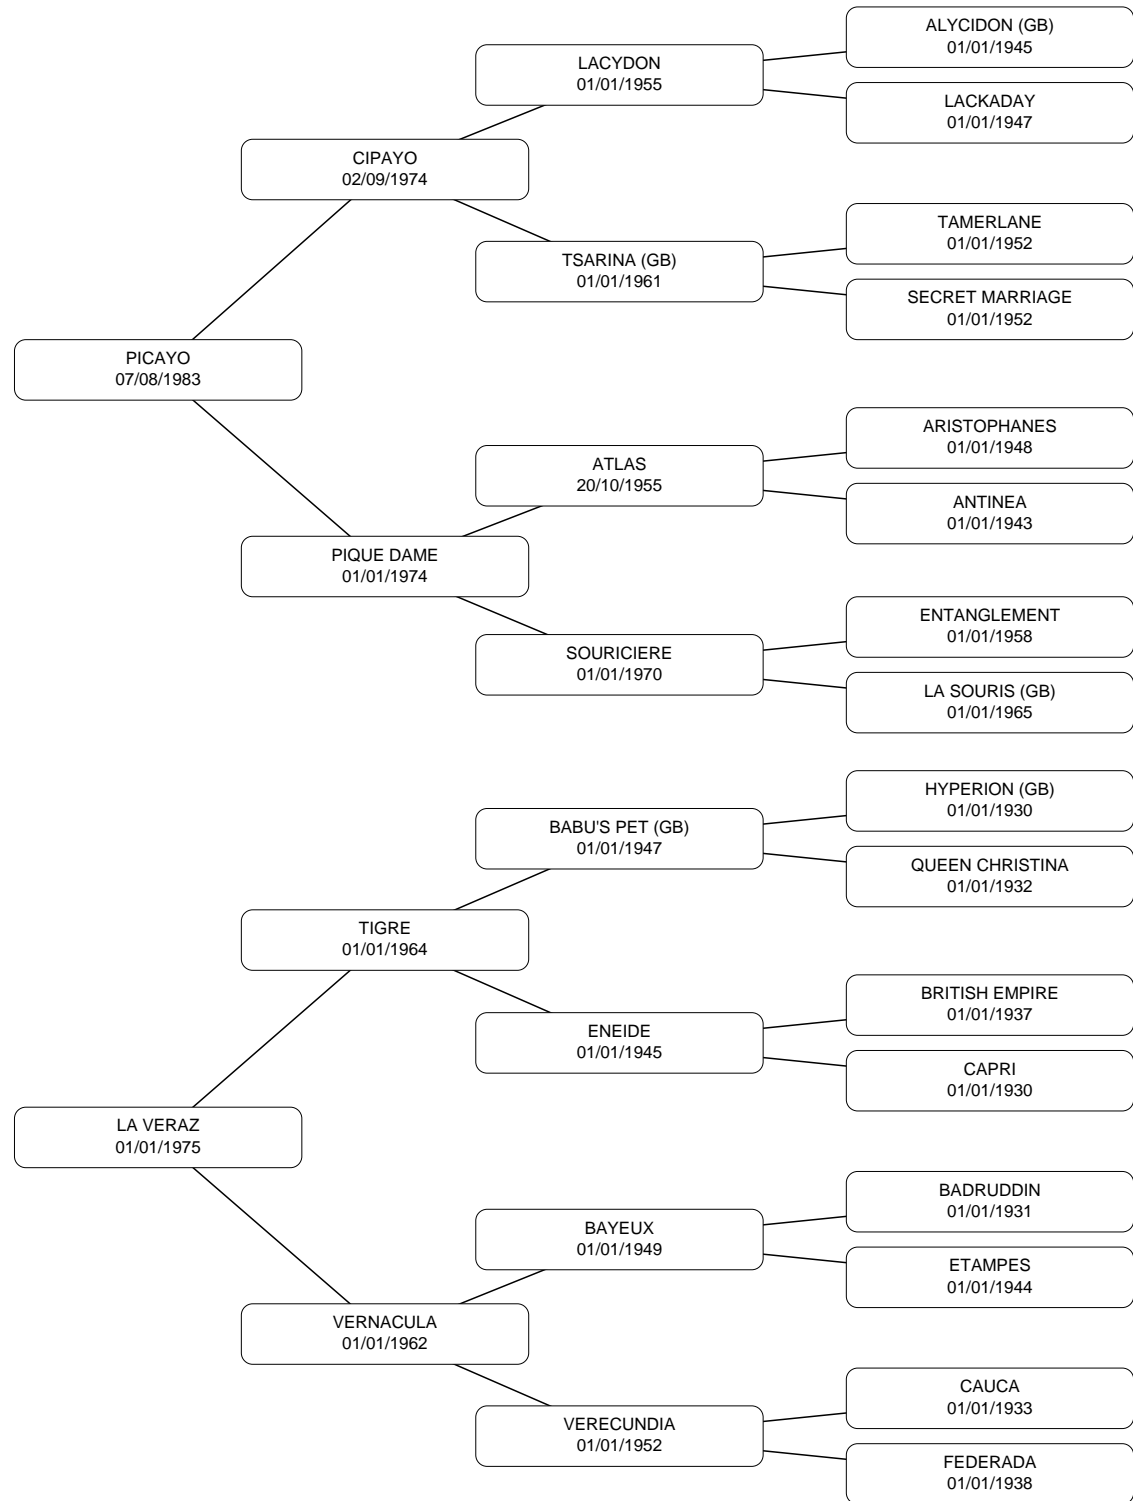 ALYCIDON (GB)
01/01/1945
LACYDON
01/01/1955
LACKADAY
01/01/1947
CIPAYO
02/09/1974
TAMERLANE
01/01/1952
TSARINA (GB)
01/01/1961
SECRET MARRIAGE
01/01/1952
PICAYO
07/08/1983
ARISTOPHANES
01/01/1948
ATLAS
20/10/1955
ANTINEA
01/01/1943
PIQUE DAME
01/01/1974
ENTANGLEMENT
01/01/1958
SOURICIERE
01/01/1970
LA SOURIS (GB)
01/01/1965
HYPERION (GB)
01/01/1930
BABU'S PET (GB)
01/01/1947
QUEEN CHRISTINA
01/01/1932
TIGRE
01/01/1964
BRITISH EMPIRE
01/01/1937
ENEIDE
01/01/1945
CAPRI
01/01/1930
LA VERAZ
01/01/1975
BADRUDDIN
01/01/1931
BAYEUX
01/01/1949
ETAMPES
01/01/1944
VERNACULA
01/01/1962
CAUCA
01/01/1933
VERECUNDIA
01/01/1952
FEDERADA
01/01/1938